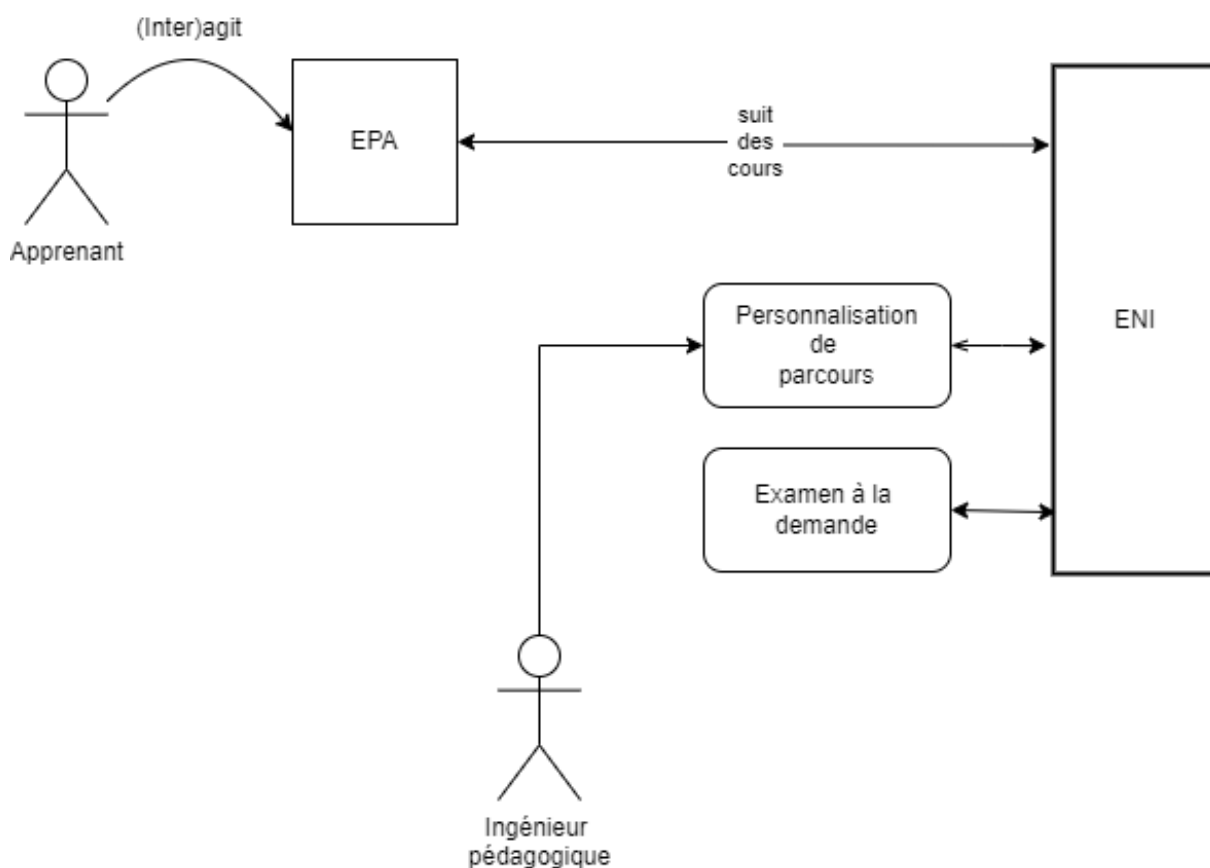 (Inter)agit
EPA
suit
des
cours
Apprenant
Personnalisation
de
parcours
ENI
Examen à la
demande
Ingénieur
pédagogique